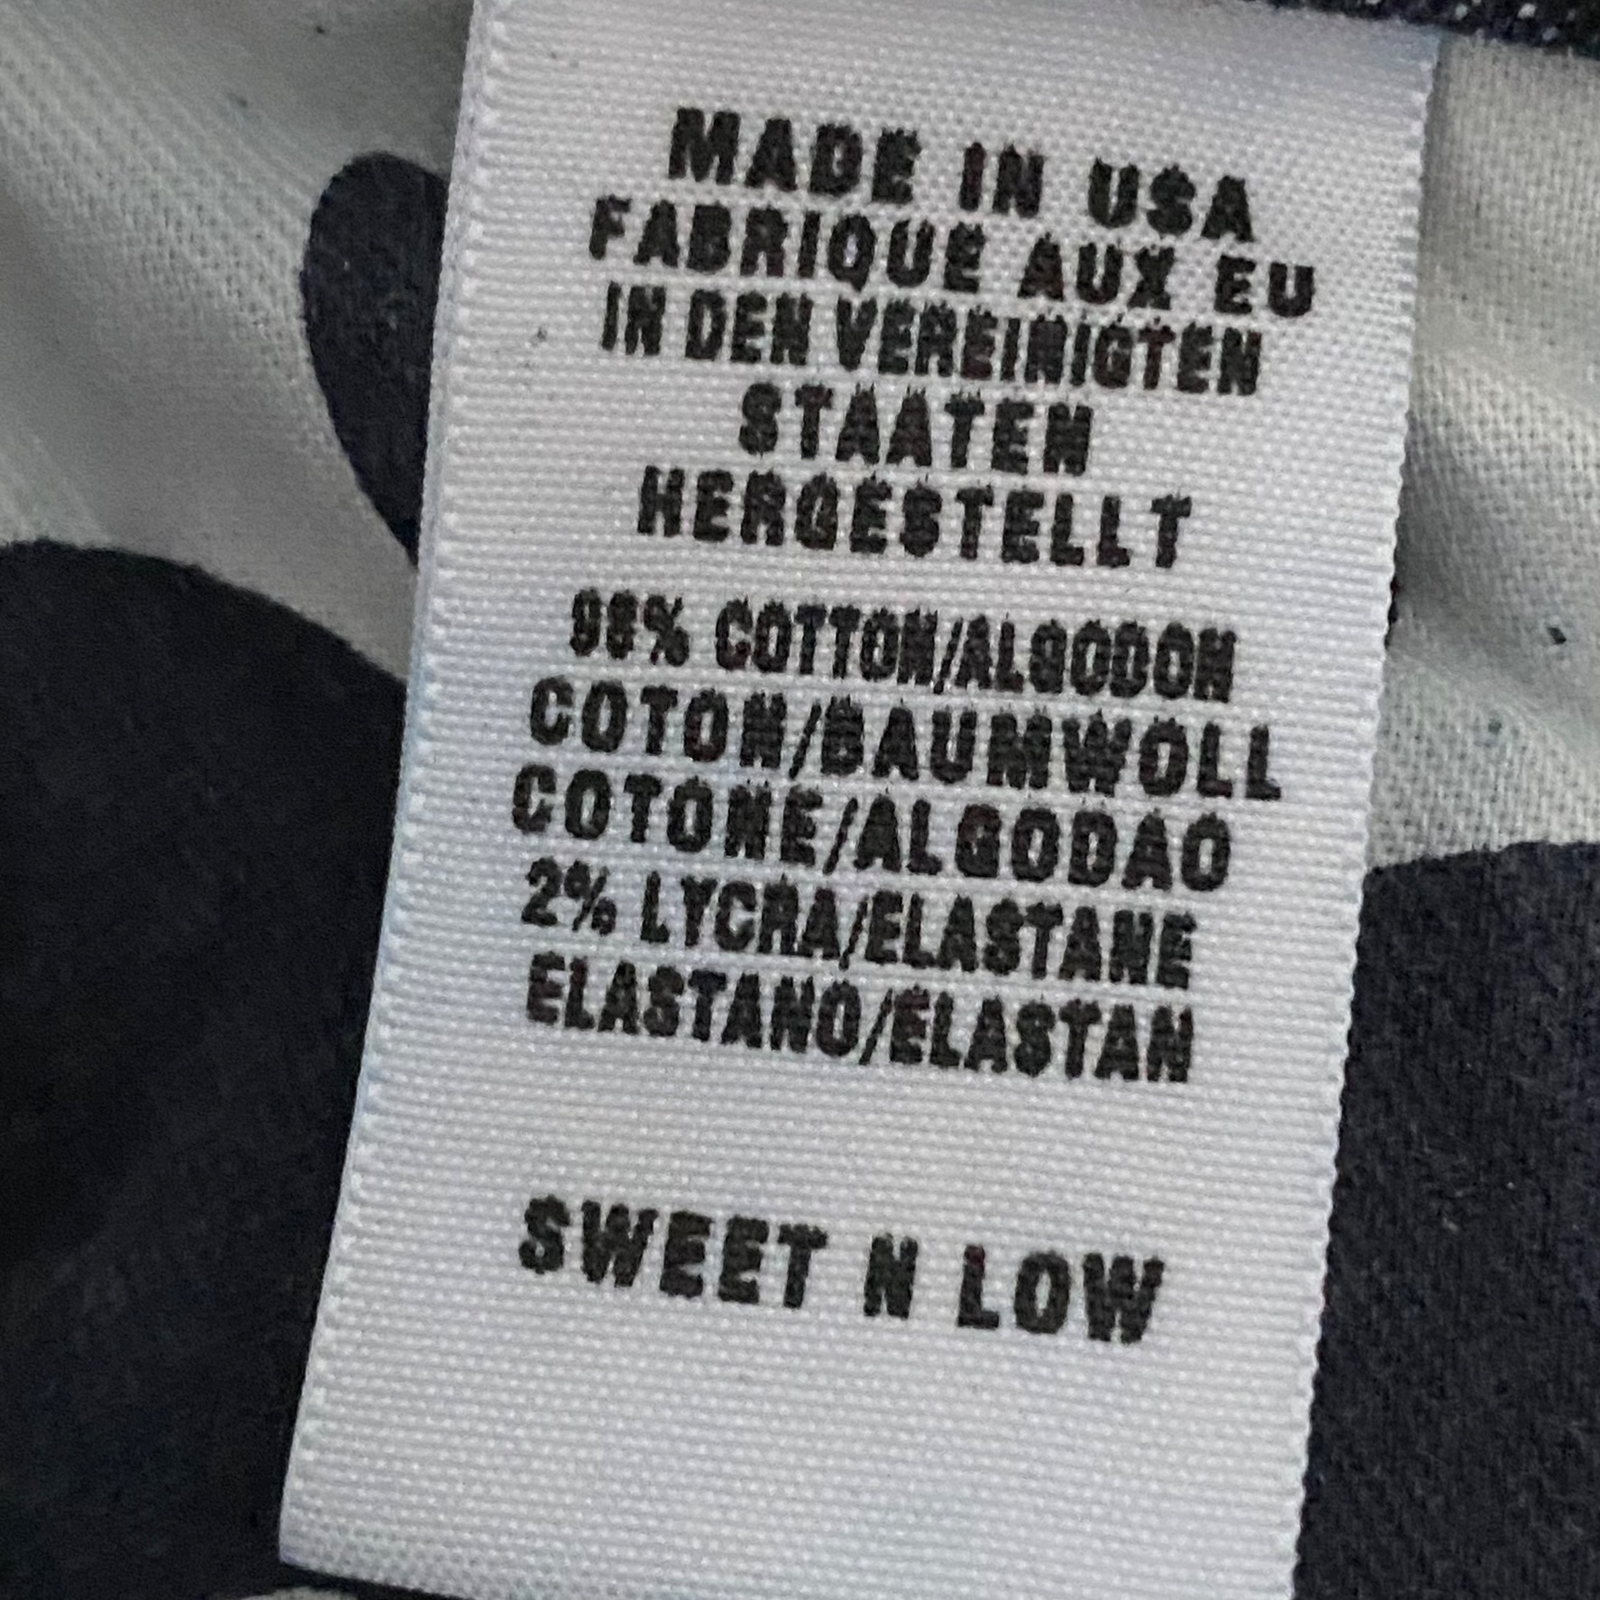 MADE IN USA
FABRIQUE AUX EU
IN DEN VEREINIGTEN
STAATEN
HERGESTELLT
98% COTTON/ALGODON
COTON/BAUMWOLL
COTONE/ALGODAO
2% LYCRA/ELASTANE
ELASTANO/ELASTAN
SWEET N LOW